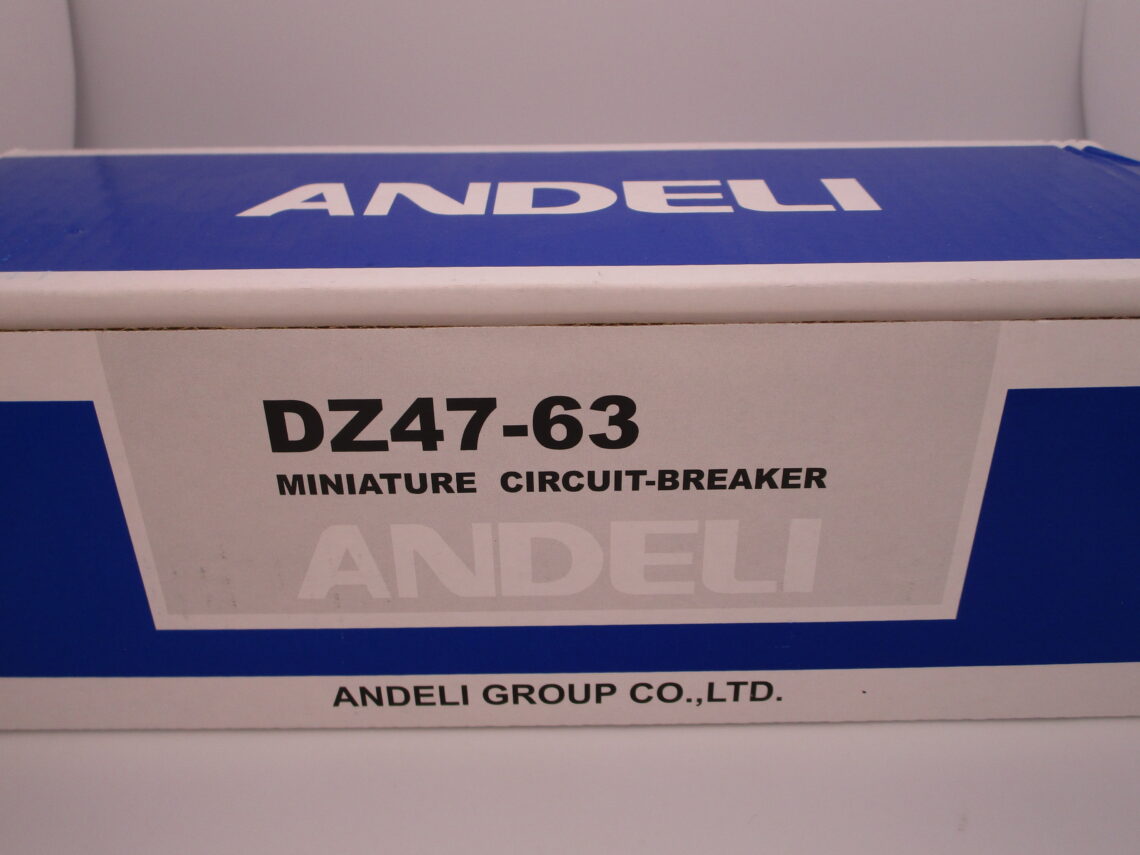 ANDELI
DZ47-63
MINIATURE CIRCUIT-BREAKER
ANDELI
ANDELI GROUP CO.,LTD.